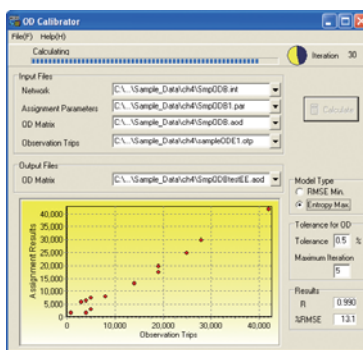 OD Calibrator
File(F) Help(H)
Calculating
Iteration 30
Input Files
Network C:\...\Sample_Data\ch4\SmpODB.int
Assignment Parameters C:\...\Sample_Data\ch4\SmpODB1.par
OD Matrix C:\...\Sample_Data\ch4\SmpODB.aod
Observation Trips C:\...\Sample_Data\ch4\sampleODE1.otp
Calculate
Output Files
OD Matrix C:\...\Sample_Data\ch4\SmpODBtestEE.aod
Model Type
RMSE Min.
Entropy Max.
Tolerance for OD
Tolerance 0.5 %
Maximum Iteration
5
Results
R 0.990
%RMSE 13.1
Assignment Results
40,000
35,000
30,000
25,000
20,000
15,000
10,000
5,000
0
0 10,000 20,000 30,000 40,000
Observation Trips